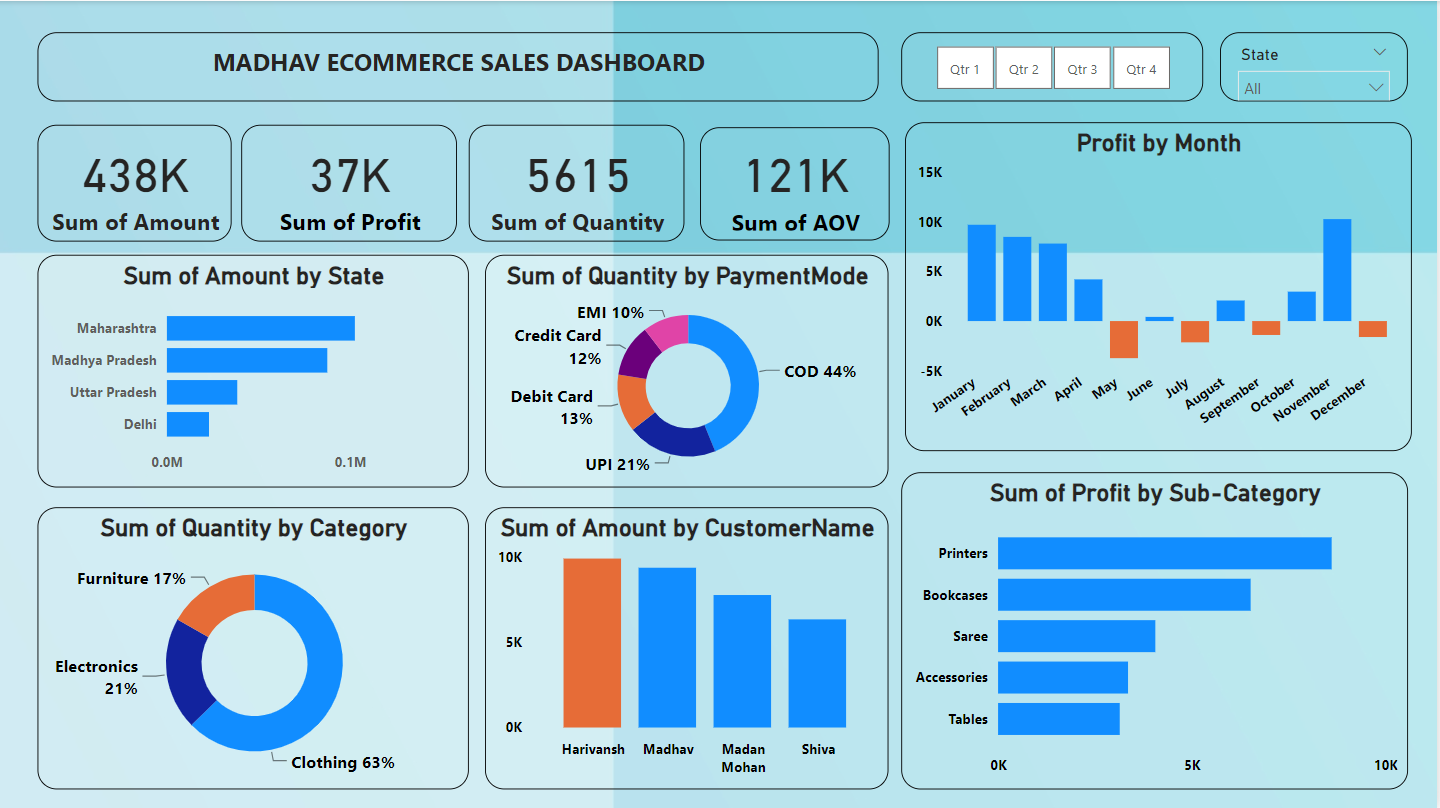 MADHAV ECOMMERCE SALES DASHBOARD
Qtr 1
Qtr 2
Qtr 3
Qtr 4
State
All
438K
Sum of Amount
37K
Sum of Profit
5615
Sum of Quantity
121K
Sum of AOV
Profit by Month
15K
10K
5K
0K
-5K
January
February
March
April
May
June
July
August
September
October
November
December
Sum of Amount by State
Maharashtra
Madhya Pradesh
Uttar Pradesh
Delhi
0.0M
0.1M
Sum of Quantity by PaymentMode
EMI 10%
Credit Card
12%
Debit Card
13%
UPI 21%
COD 44%
Sum of Quantity by Category
Furniture 17%
Electronics
21%
Clothing 63%
Sum of Amount by CustomerName
10K
5K
0K
Harivansh
Madhav
Madan
Mohan
Shiva
Sum of Profit by Sub-Category
Printers
Bookcases
Saree
Accessories
Tables
0K
5K
10K